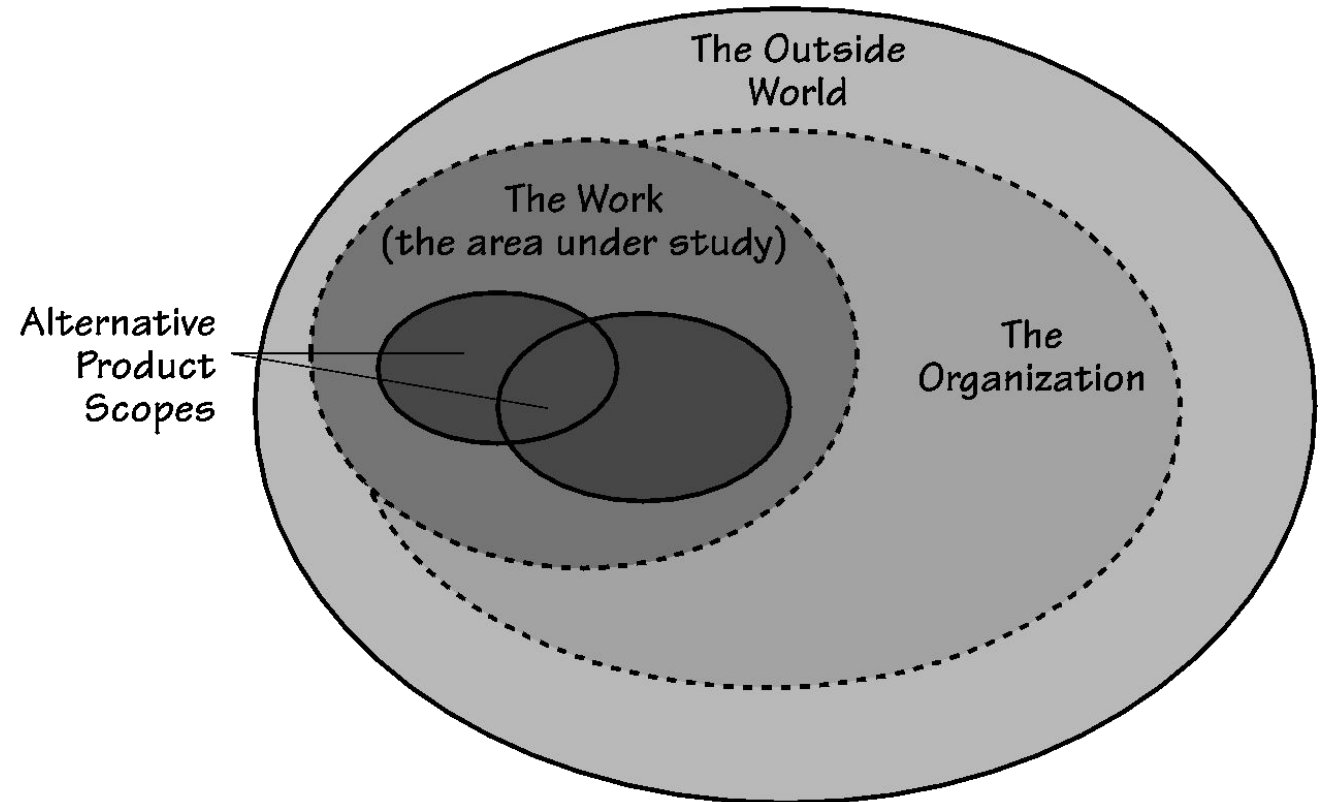 The Outside
World
The Work
(the area under study)
Alternative
Product
Scopes
The
Organization